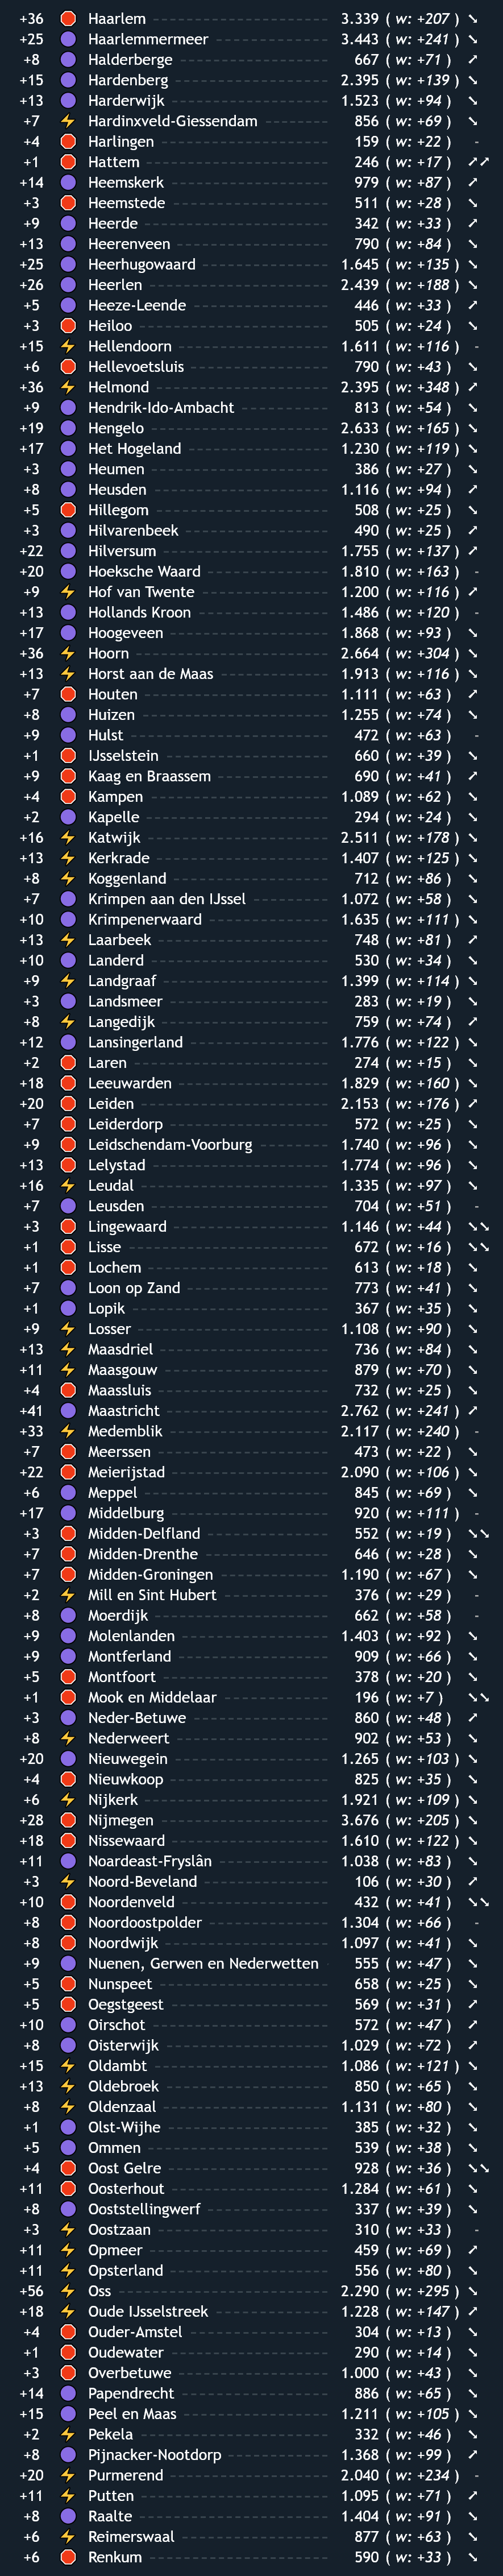 +36 Haarlem 3.339 ( w: +207 ) ↘
+25 Haarlemmermeer 3.443 ( w: +241 ) ↘
+8 Halderberge 667 ( w: +71 ) ↗
+15 Hardenberg 2.395 ( w: +139 ) ↘
+13 Harderwijk 1.523 ( w: +94 ) ↘
+7 Hardinxveld-Giessendam 856 ( w: +69 ) ↘
+4 Harlingen 159 ( w: +22 ) -
+1 Hattem 246 ( w: +17 ) ↗↗
+14 Heemskerk 979 ( w: +87 ) ↗
+3 Heemstede 511 ( w: +28 ) ↘
+9 Heerde 342 ( w: +33 ) ↗
+13 Heerenveen 790 ( w: +84 ) ↘
+25 Heerhugowaard 1.645 ( w: +135 ) ↘
+26 Heerlen 2.439 ( w: +188 ) ↘
+5 Heeze-Leende 446 ( w: +33 ) ↗
+3 Heiloo 505 ( w: +24 ) ↘
+15 Hellendoorn 1.611 ( w: +116 ) -
+6 Hellevoetsluis 790 ( w: +43 ) ↘
+36 Helmond 2.395 ( w: +348 ) ↗
+9 Hendrik-Ido-Ambacht 813 ( w: +54 ) ↘
+19 Hengelo 2.633 ( w: +165 ) ↘
+17 Het Hogeland 1.230 ( w: +119 ) ↘
+3 Heumen 386 ( w: +27 ) ↘
+8 Heusden 1.116 ( w: +94 ) ↗
+5 Hillegom 508 ( w: +25 ) ↘
+3 Hilvarenbeek 490 ( w: +25 ) ↗
+22 Hilversum 1.755 ( w: +137 ) ↗
+20 Hoeksche Waard 1.810 ( w: +163 ) -
+9 Hof van Twente 1.200 ( w: +116 ) ↗
+13 Hollands Kroon 1.486 ( w: +120 ) -
+17 Hoogeveen 1.868 ( w: +93 ) ↘
+36 Hoorn 2.664 ( w: +304 ) ↘
+13 Horst aan de Maas 1.913 ( w: +116 ) ↘
+7 Houten 1.111 ( w: +63 ) ↗
+8 Huizen 1.255 ( w: +74 ) ↘
+9 Hulst 472 ( w: +63 ) -
+1 IJsselstein 660 ( w: +39 ) ↘
+9 Kaag en Braassem 690 ( w: +41 ) ↗
+4 Kampen 1.089 ( w: +62 ) ↘
+2 Kapelle 294 ( w: +24 ) ↘
+16 Katwijk 2.511 ( w: +178 ) ↘
+13 Kerkrade 1.407 ( w: +125 ) ↘
+8 Koggenland 712 ( w: +86 ) ↘
+7 Krimpen aan den IJssel 1.072 ( w: +58 ) ↘
+10 Krimpenerwaard 1.635 ( w: +111 ) ↘
+13 Laarbeek 748 ( w: +81 ) ↗
+10 Landerd 530 ( w: +34 ) ↘
+9 Landgraaf 1.399 ( w: +114 ) ↘
+3 Landsmeer 283 ( w: +19 ) ↘
+8 Langedijk 759 ( w: +74 ) ↗
+12 Lansingerland 1.776 ( w: +122 ) ↘
+2 Laren 274 ( w: +15 ) ↘
+18 Leeuwarden 1.829 ( w: +160 ) ↘
+20 Leiden 2.153 ( w: +176 ) ↗
+7 Leiderdorp 572 ( w: +25 ) ↘
+9 Leidschendam-Voorburg 1.740 ( w: +96 ) ↘
+13 Lelystad 1.774 ( w: +96 ) ↘
+16 Leudal 1.335 ( w: +97 ) ↘
+7 Leusden 704 ( w: +51 ) -
+3 Lingewaard 1.146 ( w: +44 ) ↘↘
+1 Lisse 672 ( w: +16 ) ↘↘
+1 Lochem 613 ( w: +18 ) ↘
+7 Loon op Zand 773 ( w: +41 ) ↘
+1 Lopik 367 ( w: +35 ) ↘
+9 Losser 1.108 ( w: +90 ) ↘
+13 Maasdriel 736 ( w: +84 ) ↘
+11 Maasgouw 879 ( w: +70 ) ↘
+4 Maassluis 732 ( w: +25 ) ↘
+41 Maastricht 2.762 ( w: +241 ) ↗
+33 Medemblik 2.117 ( w: +240 ) -
+7 Meerssen 473 ( w: +22 ) ↘
+22 Meierijstad 2.090 ( w: +106 ) ↘
+6 Meppel 845 ( w: +69 ) ↘
+17 Middelburg 920 ( w: +111 ) -
+3 Midden-Delfland 552 ( w: +19 ) ↘↘
+7 Midden-Drenthe 646 ( w: +28 ) ↘
+7 Midden-Groningen 1.190 ( w: +67 ) ↘
+2 Mill en Sint Hubert 376 ( w: +29 ) -
+8 Moerdijk 662 ( w: +58 ) -
+9 Molenlanden 1.403 ( w: +92 ) ↘
+9 Montferland 909 ( w: +66 ) ↘
+5 Montfoort 378 ( w: +20 ) ↘
+1 Mook en Middelaar 196 ( w: +7 ) ↘↘
+3 Neder-Betuwe 860 ( w: +48 ) ↗
+8 Nederweert 902 ( w: +53 ) ↘
+20 Nieuwegein 1.265 ( w: +103 ) ↘
+4 Nieuwkoop 825 ( w: +35 ) ↘
+6 Nijkerk 1.921 ( w: +109 ) ↘
+28 Nijmegen 3.676 ( w: +205 ) ↘
+18 Nissewaard 1.610 ( w: +122 ) ↘
+11 Noardeast-Fryslân 1.038 ( w: +83 ) ↘
+3 Noord-Beveland 106 ( w: +30 ) ↗
+10 Noordenveld 432 ( w: +41 ) ↘↘
+8 Noordoostpolder 1.304 ( w: +66 ) -
+8 Noordwijk 1.097 ( w: +41 ) ↘
+9 Nuenen, Gerwen en Nederwetten 555 ( w: +47 ) ↘
+5 Nunspeet 658 ( w: +25 ) ↘
+5 Oegstgeest 569 ( w: +31 ) ↗
+10 Oirschot 572 ( w: +47 ) ↗
+8 Oisterwijk 1.029 ( w: +72 ) ↗
+15 Oldambt 1.086 ( w: +121 ) ↘
+13 Oldebroek 850 ( w: +65 ) ↘
+8 Oldenzaal 1.131 ( w: +80 ) ↘
+1 Olst-Wijhe 385 ( w: +32 ) ↘
+5 Ommen 539 ( w: +38 ) ↘
+4 Oost Gelre 928 ( w: +36 ) ↘↘
+11 Oosterhout 1.284 ( w: +61 ) ↘
+8 Ooststellingwerf 337 ( w: +39 ) ↘
+3 Oostzaan 310 ( w: +33 ) -
+11 Opmeer 459 ( w: +69 ) ↗
+11 Opsterland 556 ( w: +80 ) ↘
+56 Oss 2.290 ( w: +295 ) ↘
+18 Oude IJsselstreek 1.228 ( w: +147 ) ↗
+4 Ouder-Amstel 304 ( w: +13 ) ↘
+1 Oudewater 290 ( w: +14 ) ↘
+3 Overbetuwe 1.000 ( w: +43 ) ↘
+14 Papendrecht 886 ( w: +65 ) ↘
+15 Peel en Maas 1.211 ( w: +105 ) ↘
+2 Pekela 332 ( w: +46 ) ↘
+8 Pijnacker-Nootdorp 1.368 ( w: +99 ) ↗
+20 Purmerend 2.040 ( w: +234 ) -
+11 Putten 1.095 ( w: +71 ) ↗
+8 Raalte 1.404 ( w: +91 ) ↘
+6 Reimerswaal 877 ( w: +63 ) ↘
+6 Renkum 590 ( w: +33 ) ↘